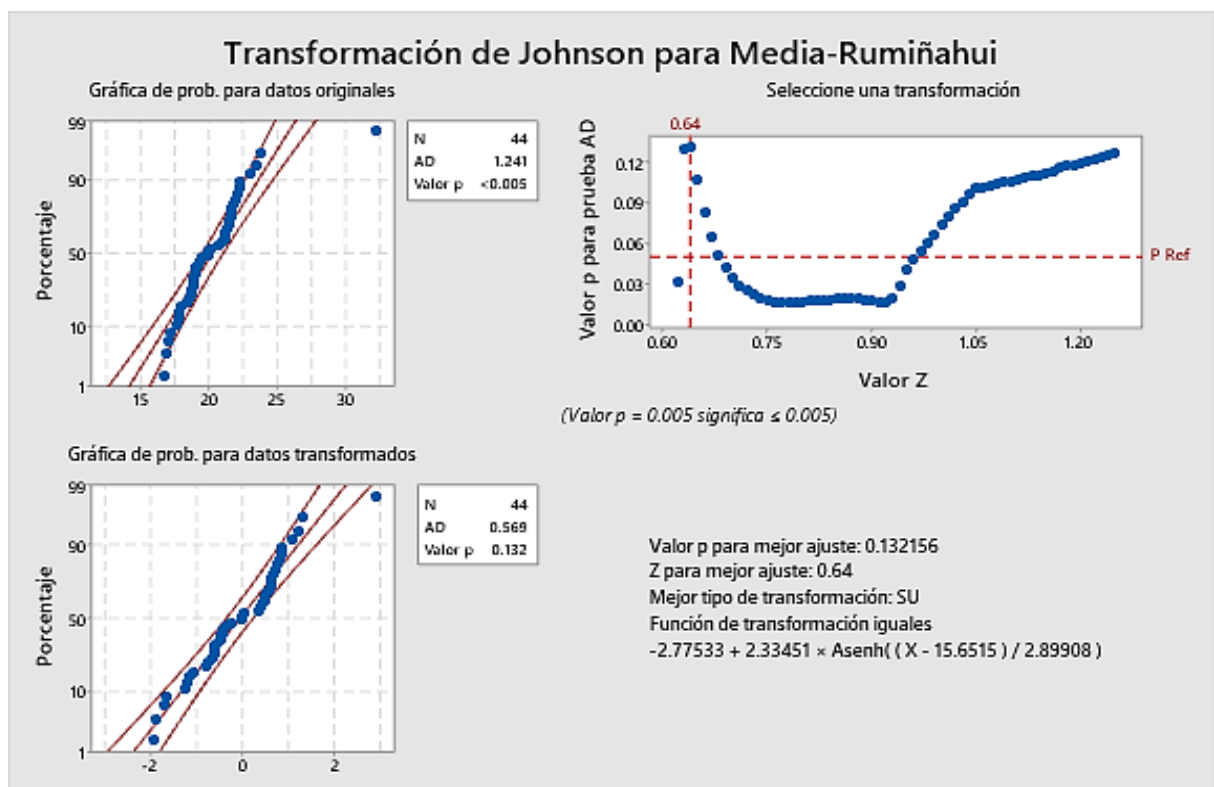 Transformación de Johnson para Media-Rumiñahui
Gráfica de prob. para datos originales
99
90
50
10
1
Porcentaje
15 20 25 30
N 44
AD 1.241
Valor p <0.005
Seleccione una transformación
0.64
Valor p para prueba AD
0.12
0.09
0.06
0.03
0.00
P Ref
0.60 0.75 0.90 1.05 1.20
Valor Z
(Valor p = 0.005 significa ≤ 0.005)
Gráfica de prob. para datos transformados
99
90
50
10
1
Porcentaje
-2 0 2
N 44
AD 0.569
Valor p 0.132
Valor p para mejor ajuste: 0.132156
Z para mejor ajuste: 0.64
Mejor tipo de transformación: SU
Función de transformación iguales
-2.77533 + 2.33451 × Asenh( ( X - 15.6515 ) / 2.89908 )